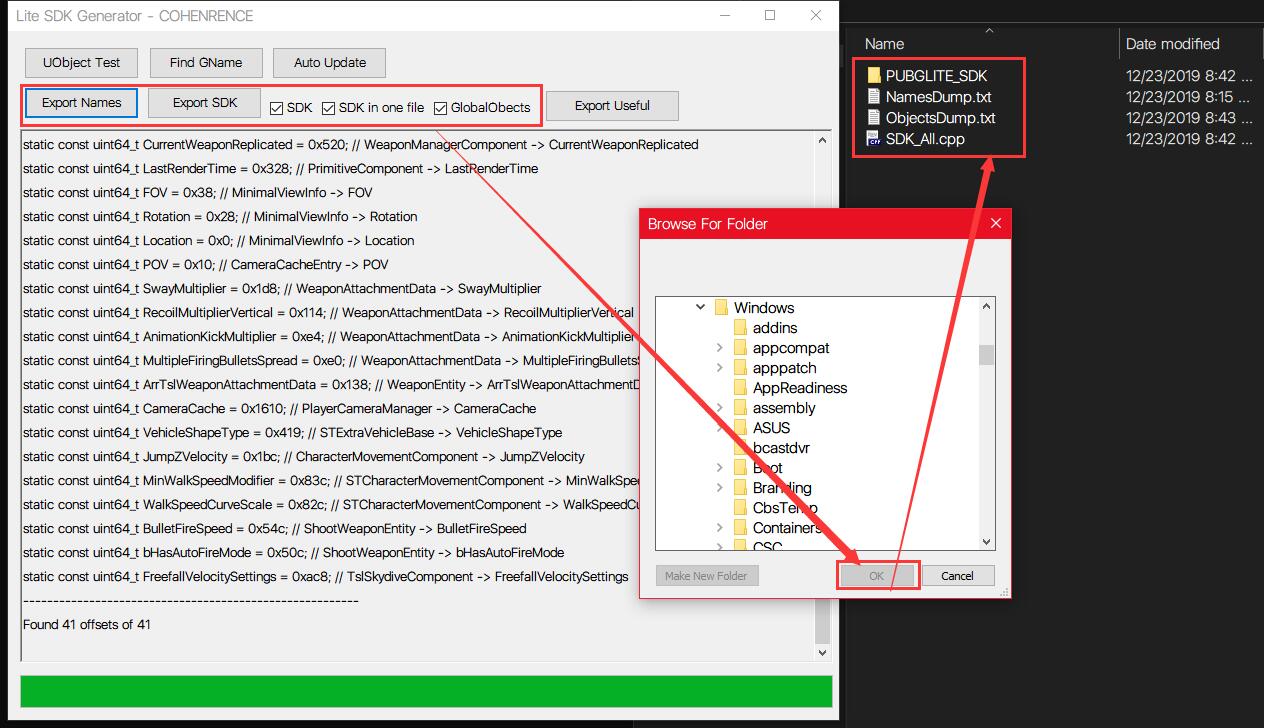 Lite SDK Generator - COHENRENCE
UObject Test Find GName Auto Update
Export Names Export SDK SDK SDK in one file GlobalObects Export Useful
static const uint64_t CurrentWeaponReplicated = 0x520; // WeaponManagerComponent -> CurrentWeaponReplicated
static const uint64_t LastRenderTime = 0x328; // PrimitiveComponent -> LastRenderTime
static const uint64_t FOV = 0x38; // MinimalViewInfo -> FOV
static const uint64_t Rotation = 0x28; // MinimalViewInfo -> Rotation
static const uint64_t Location = 0x0; // MinimalViewInfo -> Location
static const uint64_t POV = 0x10; // CameraCacheEntry -> POV
static const uint64_t SwayMultiplier = 0x1d8; // WeaponAttachmentData -> SwayMultiplier
static const uint64_t RecoilMultiplierVertical = 0x114; // WeaponAttachmentData -> RecoilMultiplierVertical
static const uint64_t AnimationKickMultiplier = 0xe4; // WeaponAttachmentData -> AnimationKickMultiplier
static const uint64_t MultipleFiringBulletsSpread = 0xe0; // WeaponAttachmentData -> MultipleFiringBulletsS
static const uint64_t ArrTslWeaponAttachmentData = 0x138; // WeaponEntity -> ArrTslWeaponAttachmentD
static const uint64_t CameraCache = 0x1610; // PlayerCameraManager -> CameraCache
static const uint64_t VehicleShapeType = 0x419; // STExtraVehicleBase -> VehicleShapeType
static const uint64_t JumpZVelocity = 0x1bc; // CharacterMovementComponent -> JumpZVelocity
static const uint64_t MinWalkSpeedModifier = 0x83c; // STCharacterMovementComponent -> MinWalkSpe
static const uint64_t WalkSpeedCurveScale = 0x82c; // STCharacterMovementComponent -> WalkSpeedCu
static const uint64_t BulletFireSpeed = 0x54c; // ShootWeaponEntity -> BulletFireSpeed
static const uint64_t bHasAutoFireMode = 0x50c; // ShootWeaponEntity -> bHasAutoFireMode
static const uint64_t FreefallVelocitySettings = 0xac8; // TslSkydiveComponent -> FreefallVelocitySettings
--------------------------------------------------------
Found 41 offsets of 41
Name Date modified
PUBGLITE_SDK 12/23/2019 8:42 ...
NamesDump.txt 12/23/2019 8:15 ...
ObjectsDump.txt 12/23/2019 8:43 ...
SDK_All.cpp 12/23/2019 8:42 ...
Browse For Folder
Windows
addins
appcompat
apppatch
AppReadiness
assembly
ASUS
bcastdvr
Boot
Branding
CbsTemp
Containers
CSC
Make New Folder OK Cancel